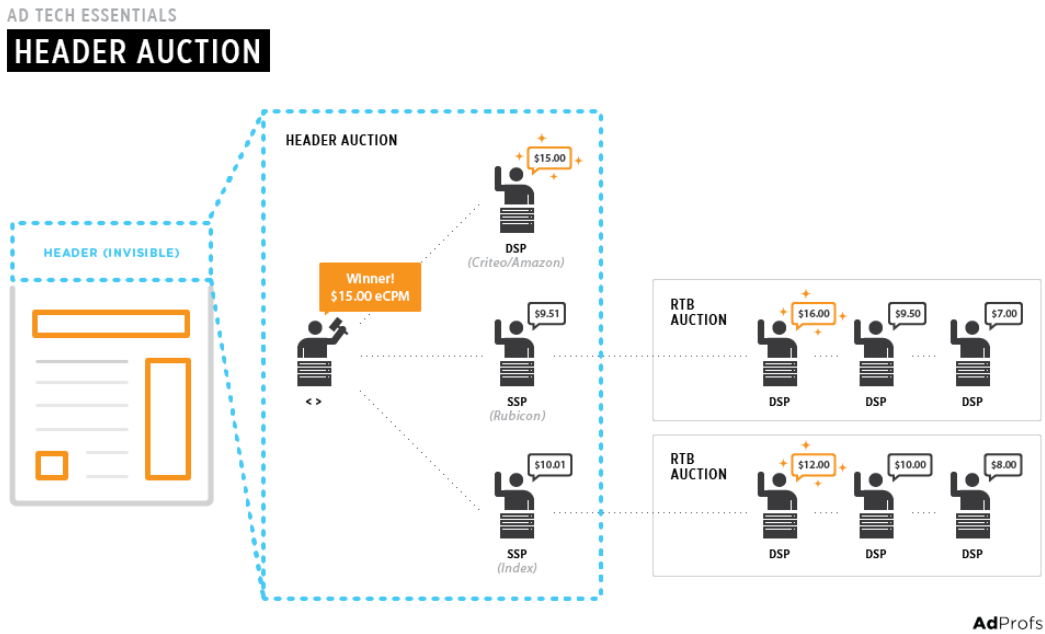 AD TECH ESSENTIALS
HEADER AUCTION
HEADER AUCTION
$15.00
HEADER (INVISIBLE)
DSP
(Criteo/Amazon)
Winner!
$15.00 eCPM
< >
$9.51
SSP
(Rubicon)
$10.01
SSP
(Index)
RTB
AUCTION
$16.00
$9.50
$7.00
DSP
DSP
DSP
RTB
AUCTION
$12.00
$10.00
$8.00
DSP
DSP
DSP
AdProfs